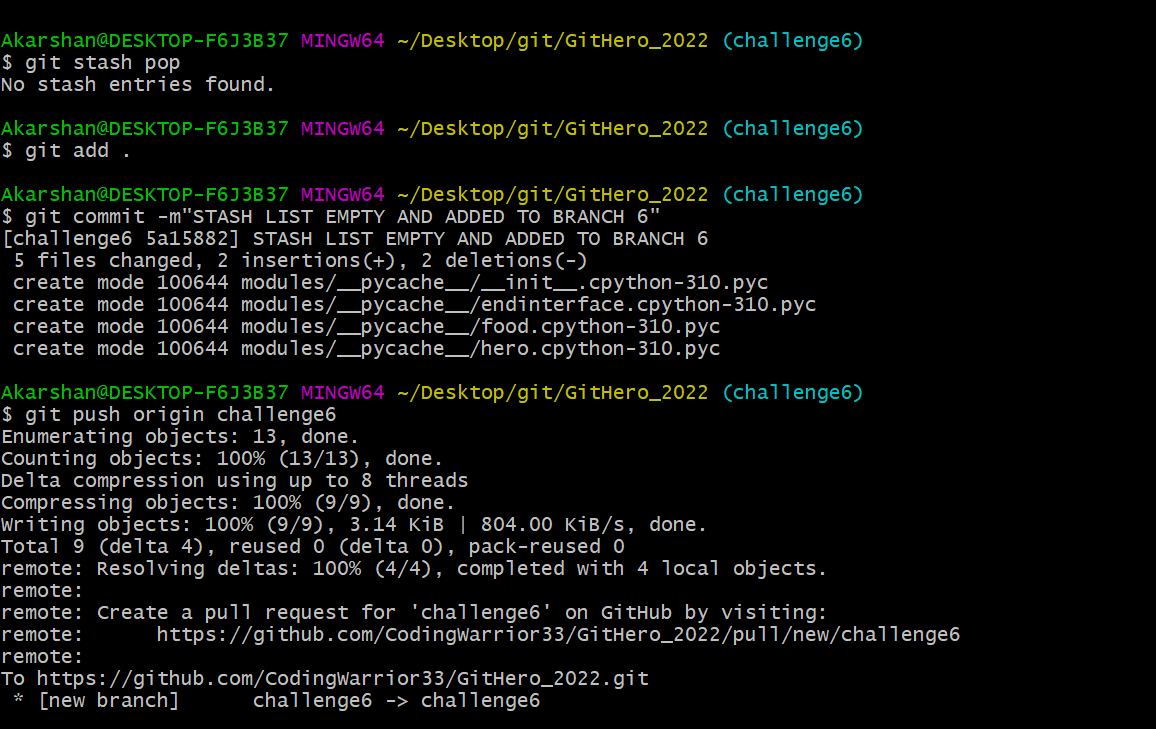 Akarshan@DESKTOP-F6J3B37 MINGW64 ~/Desktop/git/GitHero_2022 (challenge6)
$ git stash pop
No stash entries found.
Akarshan@DESKTOP-F6J3B37 MINGW64 ~/Desktop/git/GitHero_2022 (challenge6)
$ git add .
Akarshan@DESKTOP-F6J3B37 MINGW64 ~/Desktop/git/GitHero_2022 (challenge6)
$ git commit -m"STASH LIST EMPTY AND ADDED TO BRANCH 6"
[challenge6 5a15882] STASH LIST EMPTY AND ADDED TO BRANCH 6
 5 files changed, 2 insertions(+), 2 deletions(-)
 create mode 100644 modules/__pycache__/__init__.cpython-310.pyc
 create mode 100644 modules/__pycache__/endinterface.cpython-310.pyc
 create mode 100644 modules/__pycache__/food.cpython-310.pyc
 create mode 100644 modules/__pycache__/hero.cpython-310.pyc
Akarshan@DESKTOP-F6J3B37 MINGW64 ~/Desktop/git/GitHero_2022 (challenge6)
$ git push origin challenge6
Enumerating objects: 13, done.
Counting objects: 100% (13/13), done.
Delta compression using up to 8 threads
Compressing objects: 100% (9/9), done.
Writing objects: 100% (9/9), 3.14 KiB | 804.00 KiB/s, done.
Total 9 (delta 4), reused 0 (delta 0), pack-reused 0
remote: Resolving deltas: 100% (4/4), completed with 4 local objects.
remote:
remote: Create a pull request for 'challenge6' on GitHub by visiting:
remote:      https://github.com/CodingWarrior33/GitHero_2022/pull/new/challenge6
remote:
To https://github.com/CodingWarrior33/GitHero_2022.git
 * [new branch]      challenge6 -> challenge6